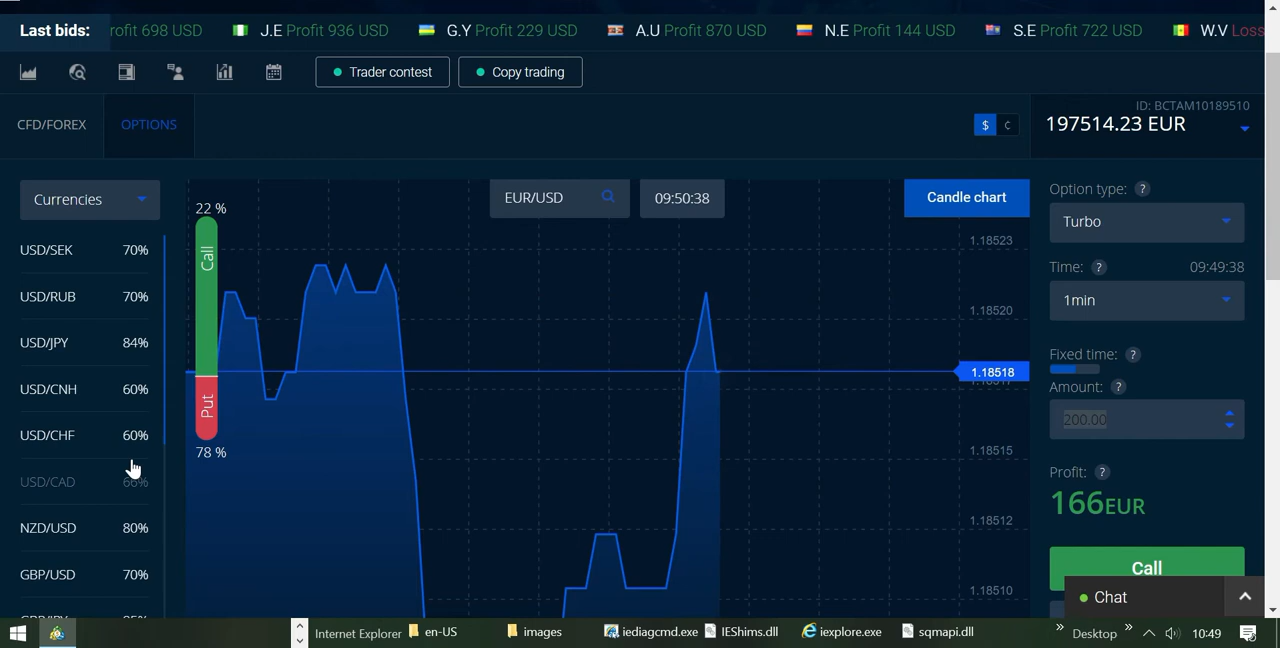 Last bids: rofit 698 USD J.E Profit 936 USD G.Y Profit 229 USD A.U Profit 870 USD N.E Profit 144 USD S.E Profit 722 USD W.V Loss
Trader contest Copy trading
ID: BCTAM10189510
CFD/FOREX OPTIONS $ ₵ 197514.23 EUR
Option type: ?
Currencies EUR/USD 09:50:38 Candle chart
22 % Turbo
1.18523
USD/SEK 70% Call
Time: ? 09:49:38
USD/RUB 70% 1min
1.18520
USD/JPY 84%
Fixed time: ?
1.18518
USD/CNH 60% Amount: ?
Put 200.00
USD/CHF 60%
78 % 1.18515
Profit: ?
USD/CAD 66%
166EUR
1.18512
NZD/USD 80%
Call
GBP/USD 70%
1.18510 Chat
Internet Explorer en-US images iediagcmd.exe IEShims.dll iexplore.exe sqmapi.dll » Desktop » 10:49